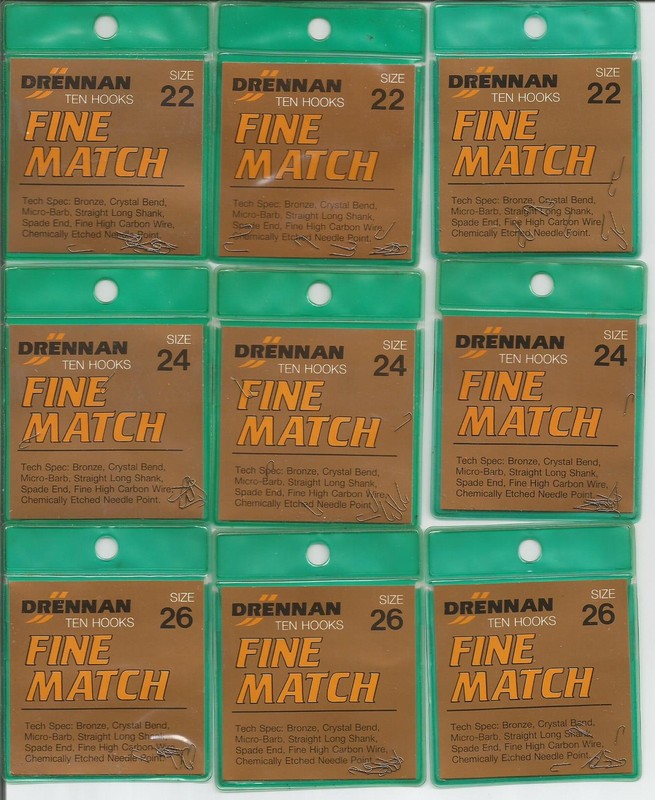 DRENNAN
SIZE
22
TEN HOOKS
FINE
MATCH
Tech Spec: Bronze, Crystal Bend,
Micro-Barb, Straight Long Shank,
Spade End, Fine High Carbon Wire,
Chemically Etched Needle Point.
DRENNAN
SIZE
22
TEN HOOKS
FINE
MATCH
Tech Spec: Bronze, Crystal Bend,
Micro-Barb, Straight Long Shank,
Spade End, Fine High Carbon Wire,
Chemically Etched Needle Point.
DRENNAN
SIZE
22
TEN HOOKS
FINE
MATCH
Tech Spec: Bronze, Crystal Bend,
Micro-Barb, Straight Long Shank,
Spade End, Fine High Carbon Wire,
Chemically Etched Needle Point.
DRENNAN
SIZE
24
TEN HOOKS
FINE
MATCH
Tech Spec: Bronze, Crystal Bend,
Micro-Barb, Straight Long Shank,
Spade End, Fine High Carbon Wire,
Chemically Etched Needle Point.
DRENNAN
SIZE
24
TEN HOOKS
FINE
MATCH
Tech Spec: Bronze, Crystal Bend,
Micro-Barb, Straight Long Shank,
Spade End, Fine High Carbon Wire,
Chemically Etched Needle Point.
DRENNAN
SIZE
24
TEN HOOKS
FINE
MATCH
Tech Spec: Bronze, Crystal Bend,
Micro-Barb, Straight Long Shank,
Spade End, Fine High Carbon Wire,
Chemically Etched Needle Point.
DRENNAN
SIZE
26
TEN HOOKS
FINE
MATCH
Tech Spec: Bronze, Crystal Bend,
Micro-Barb, Straight Long Shank,
Spade End, Fine High Carbon Wire,
Chemically Etched Needle Point.
DRENNAN
SIZE
26
TEN HOOKS
FINE
MATCH
Tech Spec: Bronze, Crystal Bend,
Micro-Barb, Straight Long Shank,
Spade End, Fine High Carbon Wire,
Chemically Etched Needle Point.
DRENNAN
SIZE
26
TEN HOOKS
FINE
MATCH
Tech Spec: Bronze, Crystal Bend,
Micro-Barb, Straight Long Shank,
Spade End, Fine High Carbon Wire,
Chemically Etched Needle Point.